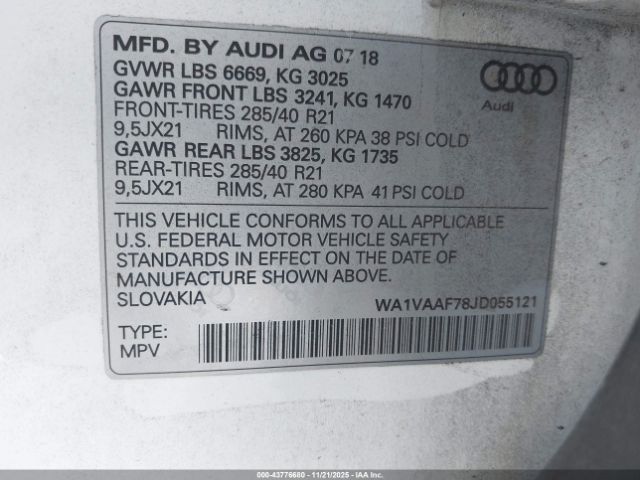 MFD. BY AUDI AG 07 18
GVWR LBS 6669, KG 3025
GAWR FRONT LBS 3241, KG 1470
FRONT-TIRES 285/40 R21
9,5JX21 RIMS, AT 260 KPA 38 PSI COLD
GAWR REAR LBS 3825, KG 1735
REAR-TIRES 285/40 R21
9,5JX21 RIMS, AT 280 KPA 41 PSI COLD
Audi
THIS VEHICLE CONFORMS TO ALL APPLICABLE
U.S. FEDERAL MOTOR VEHICLE SAFETY
STANDARDS IN EFFECT ON THE DATE OF
MANUFACTURE SHOWN ABOVE.
SLOVAKIA WA1VAAF78JD055121
TYPE:
MPV
000-43776680 - 11/21/2025 - IAAI.COM